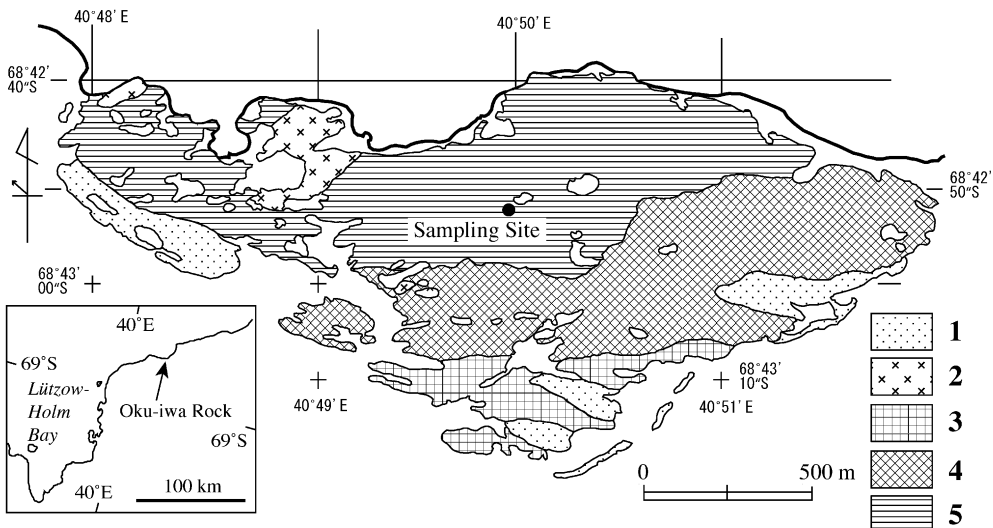 40°48' E
40°50' E
68°42'
40"S
68°42'
50"S
Sampling Site
68°43'
00"S
40°E
69°S
Lützow-
Holm
Bay
Oku-iwa Rock
69°S
40°E
100 km
40°49' E
68°43'
10"S
40°51' E
0
500 m
1
2
3
4
5